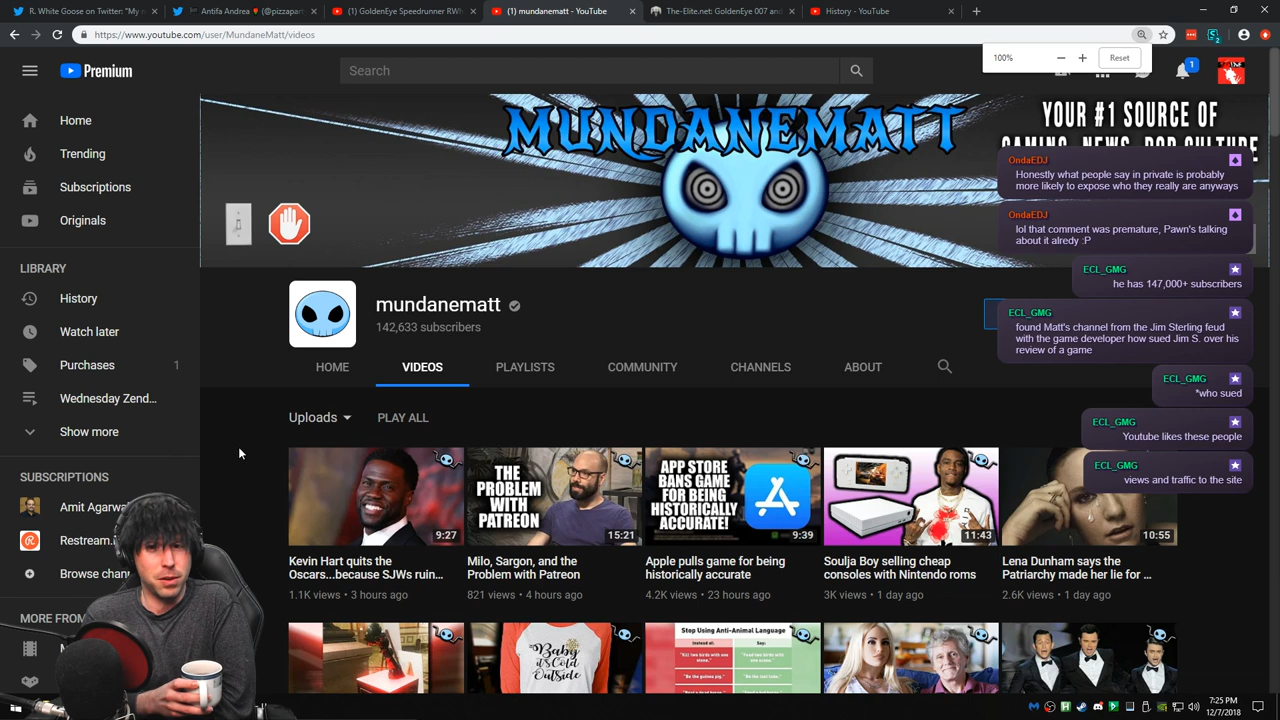 R. White Goose on Twitter: "My
Antifa Andrea
(@pizzapart
(1) GoldenEye Speedrunner RWh
(1) mundanematt - YouTube
The-Elite.net: GoldenEye 007 and
History - YouTube
https://www.youtube.com/user/MundaneMatt/videos
100%
Reset
Premium
Search
1
Home
Trending
Subscriptions
Originals
LIBRARY
History
Watch later
Purchases 1
Wednesday Zend...
Show more
SUBSCRIPTIONS
Amit Agarwa
Restream.
Browse chan
MORE FROM
MUNDANEMATT
YOUR #1 SOURCE OF
GAMING, NEWS, POP CULTURE
mundanematt
142,633 subscribers
HOME
VIDEOS
PLAYLISTS
COMMUNITY
CHANNELS
ABOUT
Uploads
PLAY ALL
OndaEDJ
Honestly what people say in private is probably
more likely to expose who they really are anyways
OndaEDJ
lol that comment was premature, Pawn's talking
about it alredy :P
ECL_GMG
he has 147,000+ subscribers
ECL_GMG
found Matt's channel from the Jim Sterling feud
with the game developer how sued Jim S. over his
review of a game
ECL_GMG
*who sued
ECL_GMG
Youtube likes these people
ECL_GMG
views and traffic to the site
9:27
Kevin Hart quits the
Oscars...because SJWs ruin...
1.1K views • 3 hours ago
THE
PROBLEM
WITH
PATREON
15:21
Milo, Sargon, and the
Problem with Patreon
821 views • 4 hours ago
APP STORE
BANS GAME
FOR BEING
HISTORICALLY
ACCURATE!
9:39
Apple pulls game for being
historically accurate
4.2K views • 23 hours ago
11:43
Soulja Boy selling cheap
consoles with Nintendo roms
3K views • 1 day ago
10:55
Lena Dunham says the
Patriarchy made her lie for ...
2.6K views • 1 day ago
Baby
it's Cold
Outside
Stop Using Anti-Animal Language
Instead of:
Say:
7:25 PM
12/7/2018